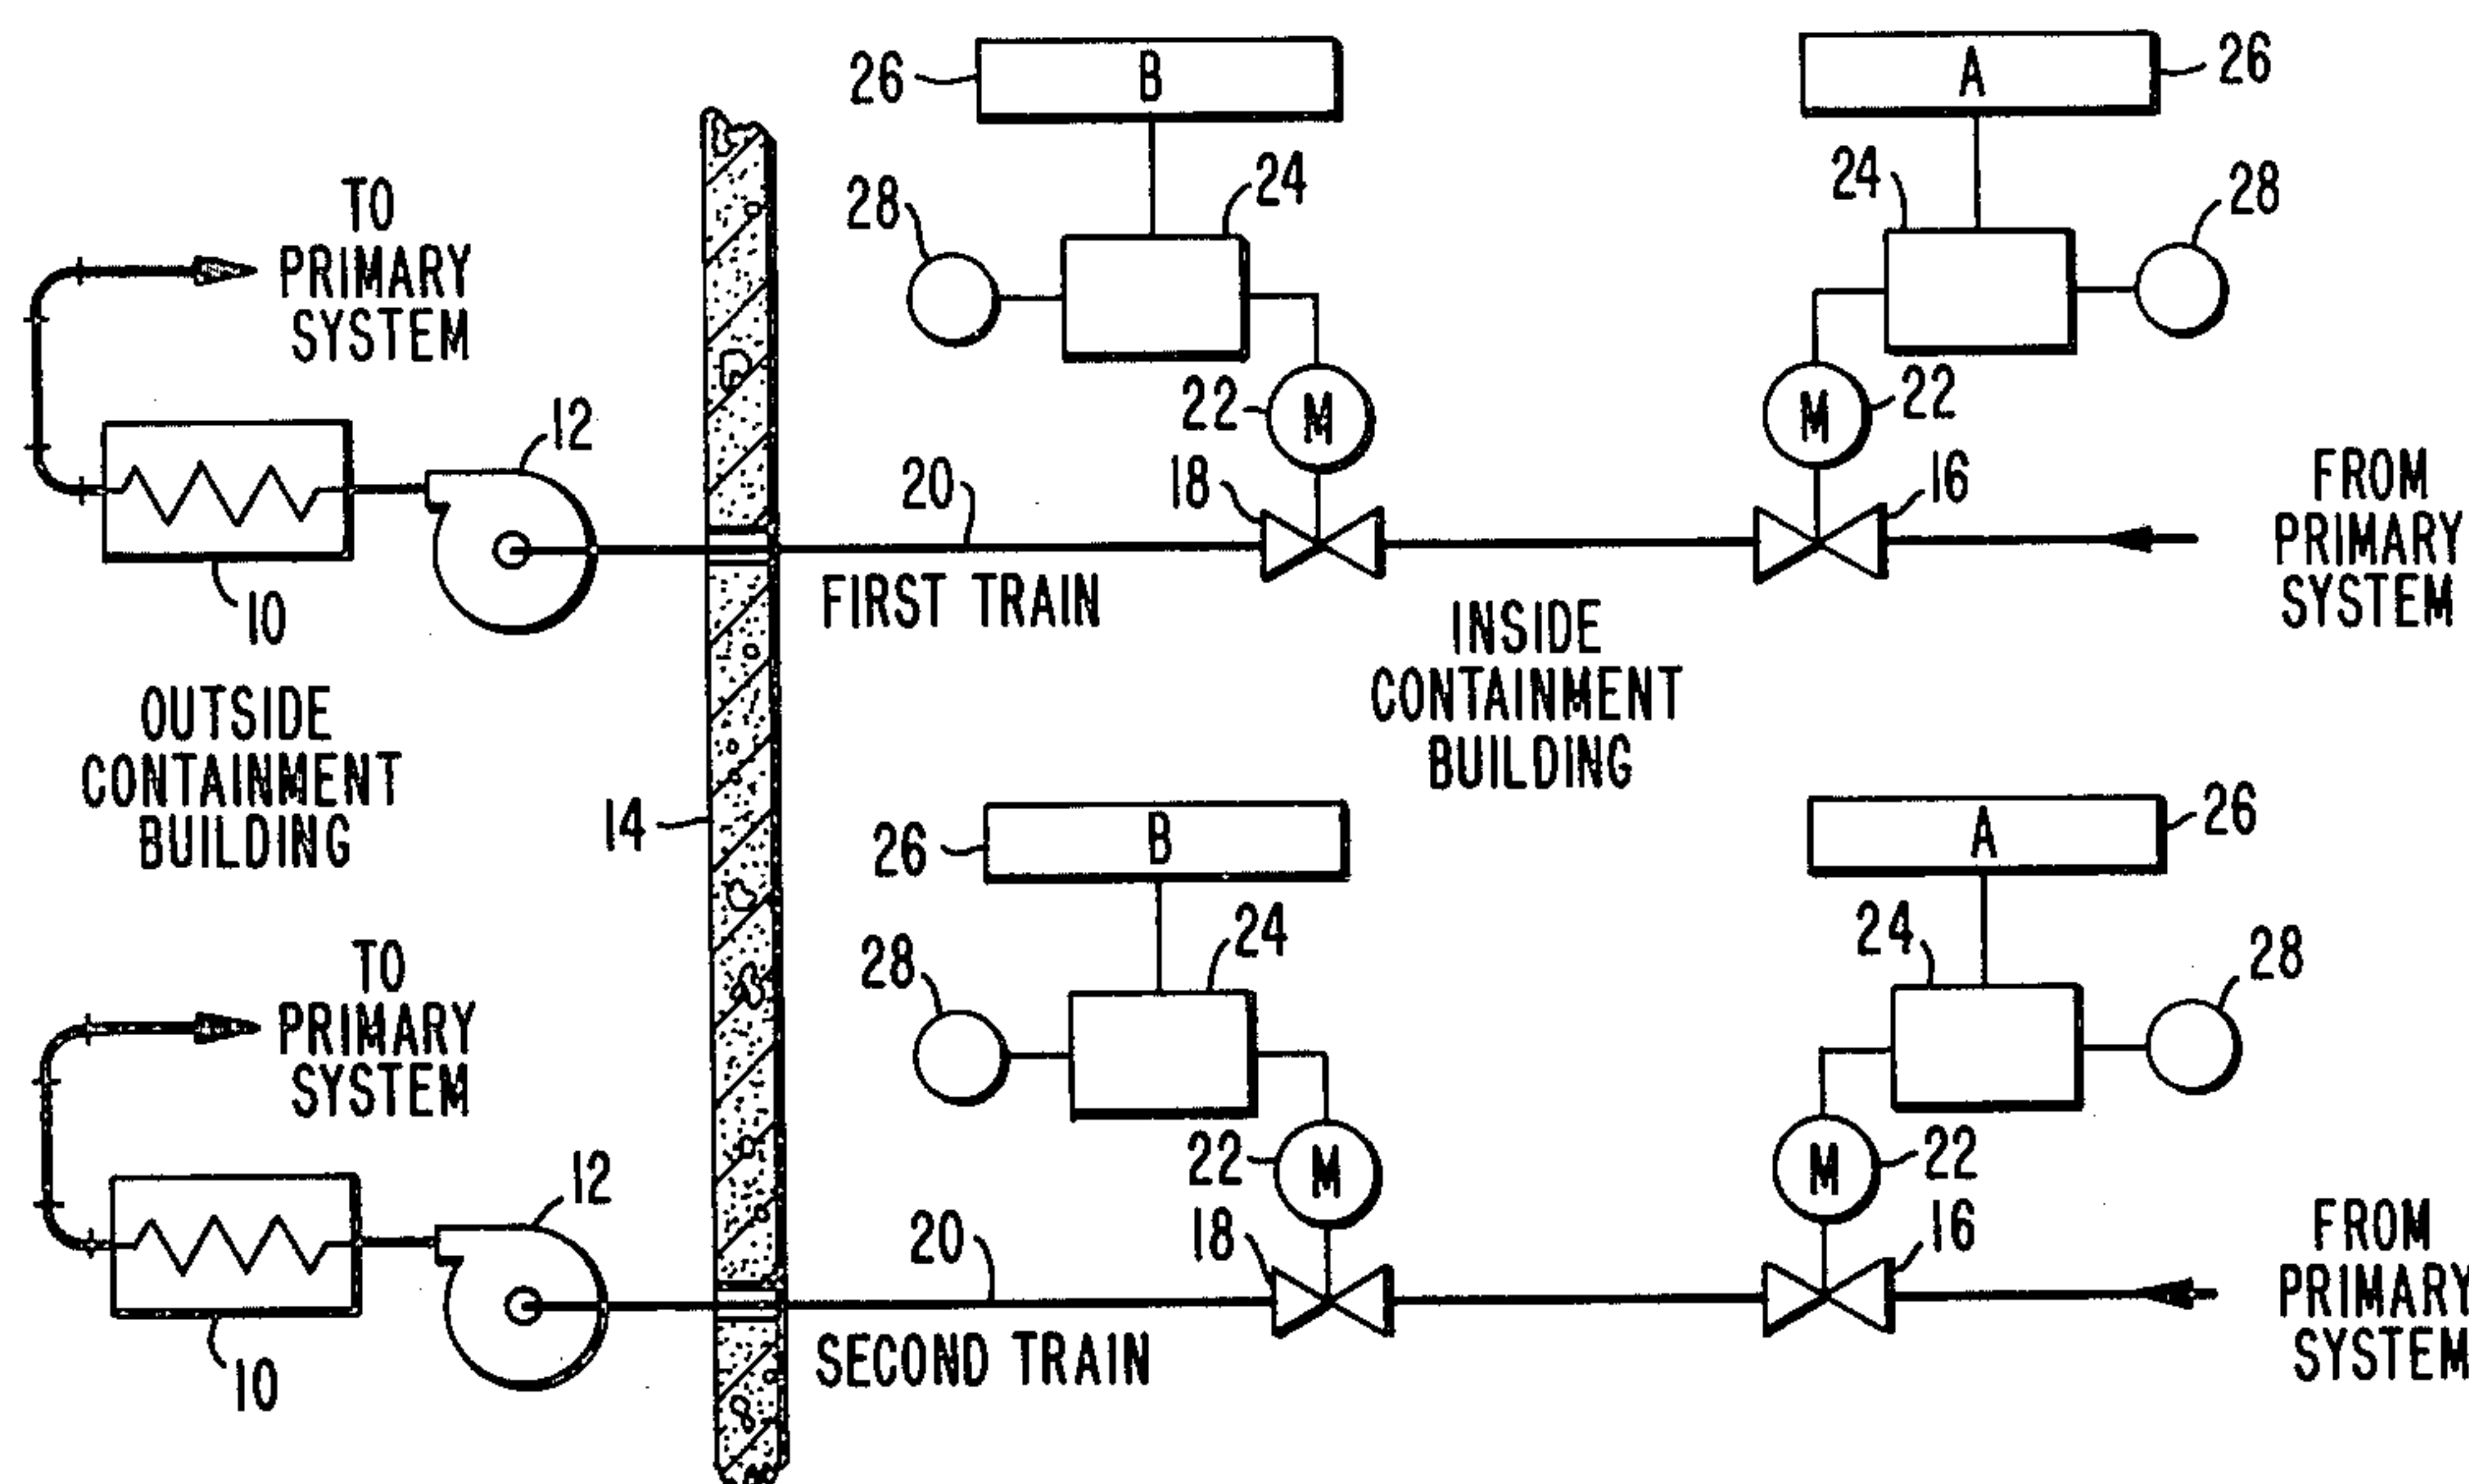 26
B
A
26
24
28
24
28
TO
PRIMARY
SYSTEM
22
M
M
22
12
20
18
16
FROM
PRIMARY
SYSTEM
10
FIRST TRAIN
INSIDE
CONTAINMENT
BUILDING
OUTSIDE
CONTAINMENT
BUILDING
14
26
B
A
26
24
28
24
28
TO
PRIMARY
SYSTEM
22
M
M
22
12
20
18
16
FROM
PRIMARY
SYSTEM
10
SECOND TRAIN